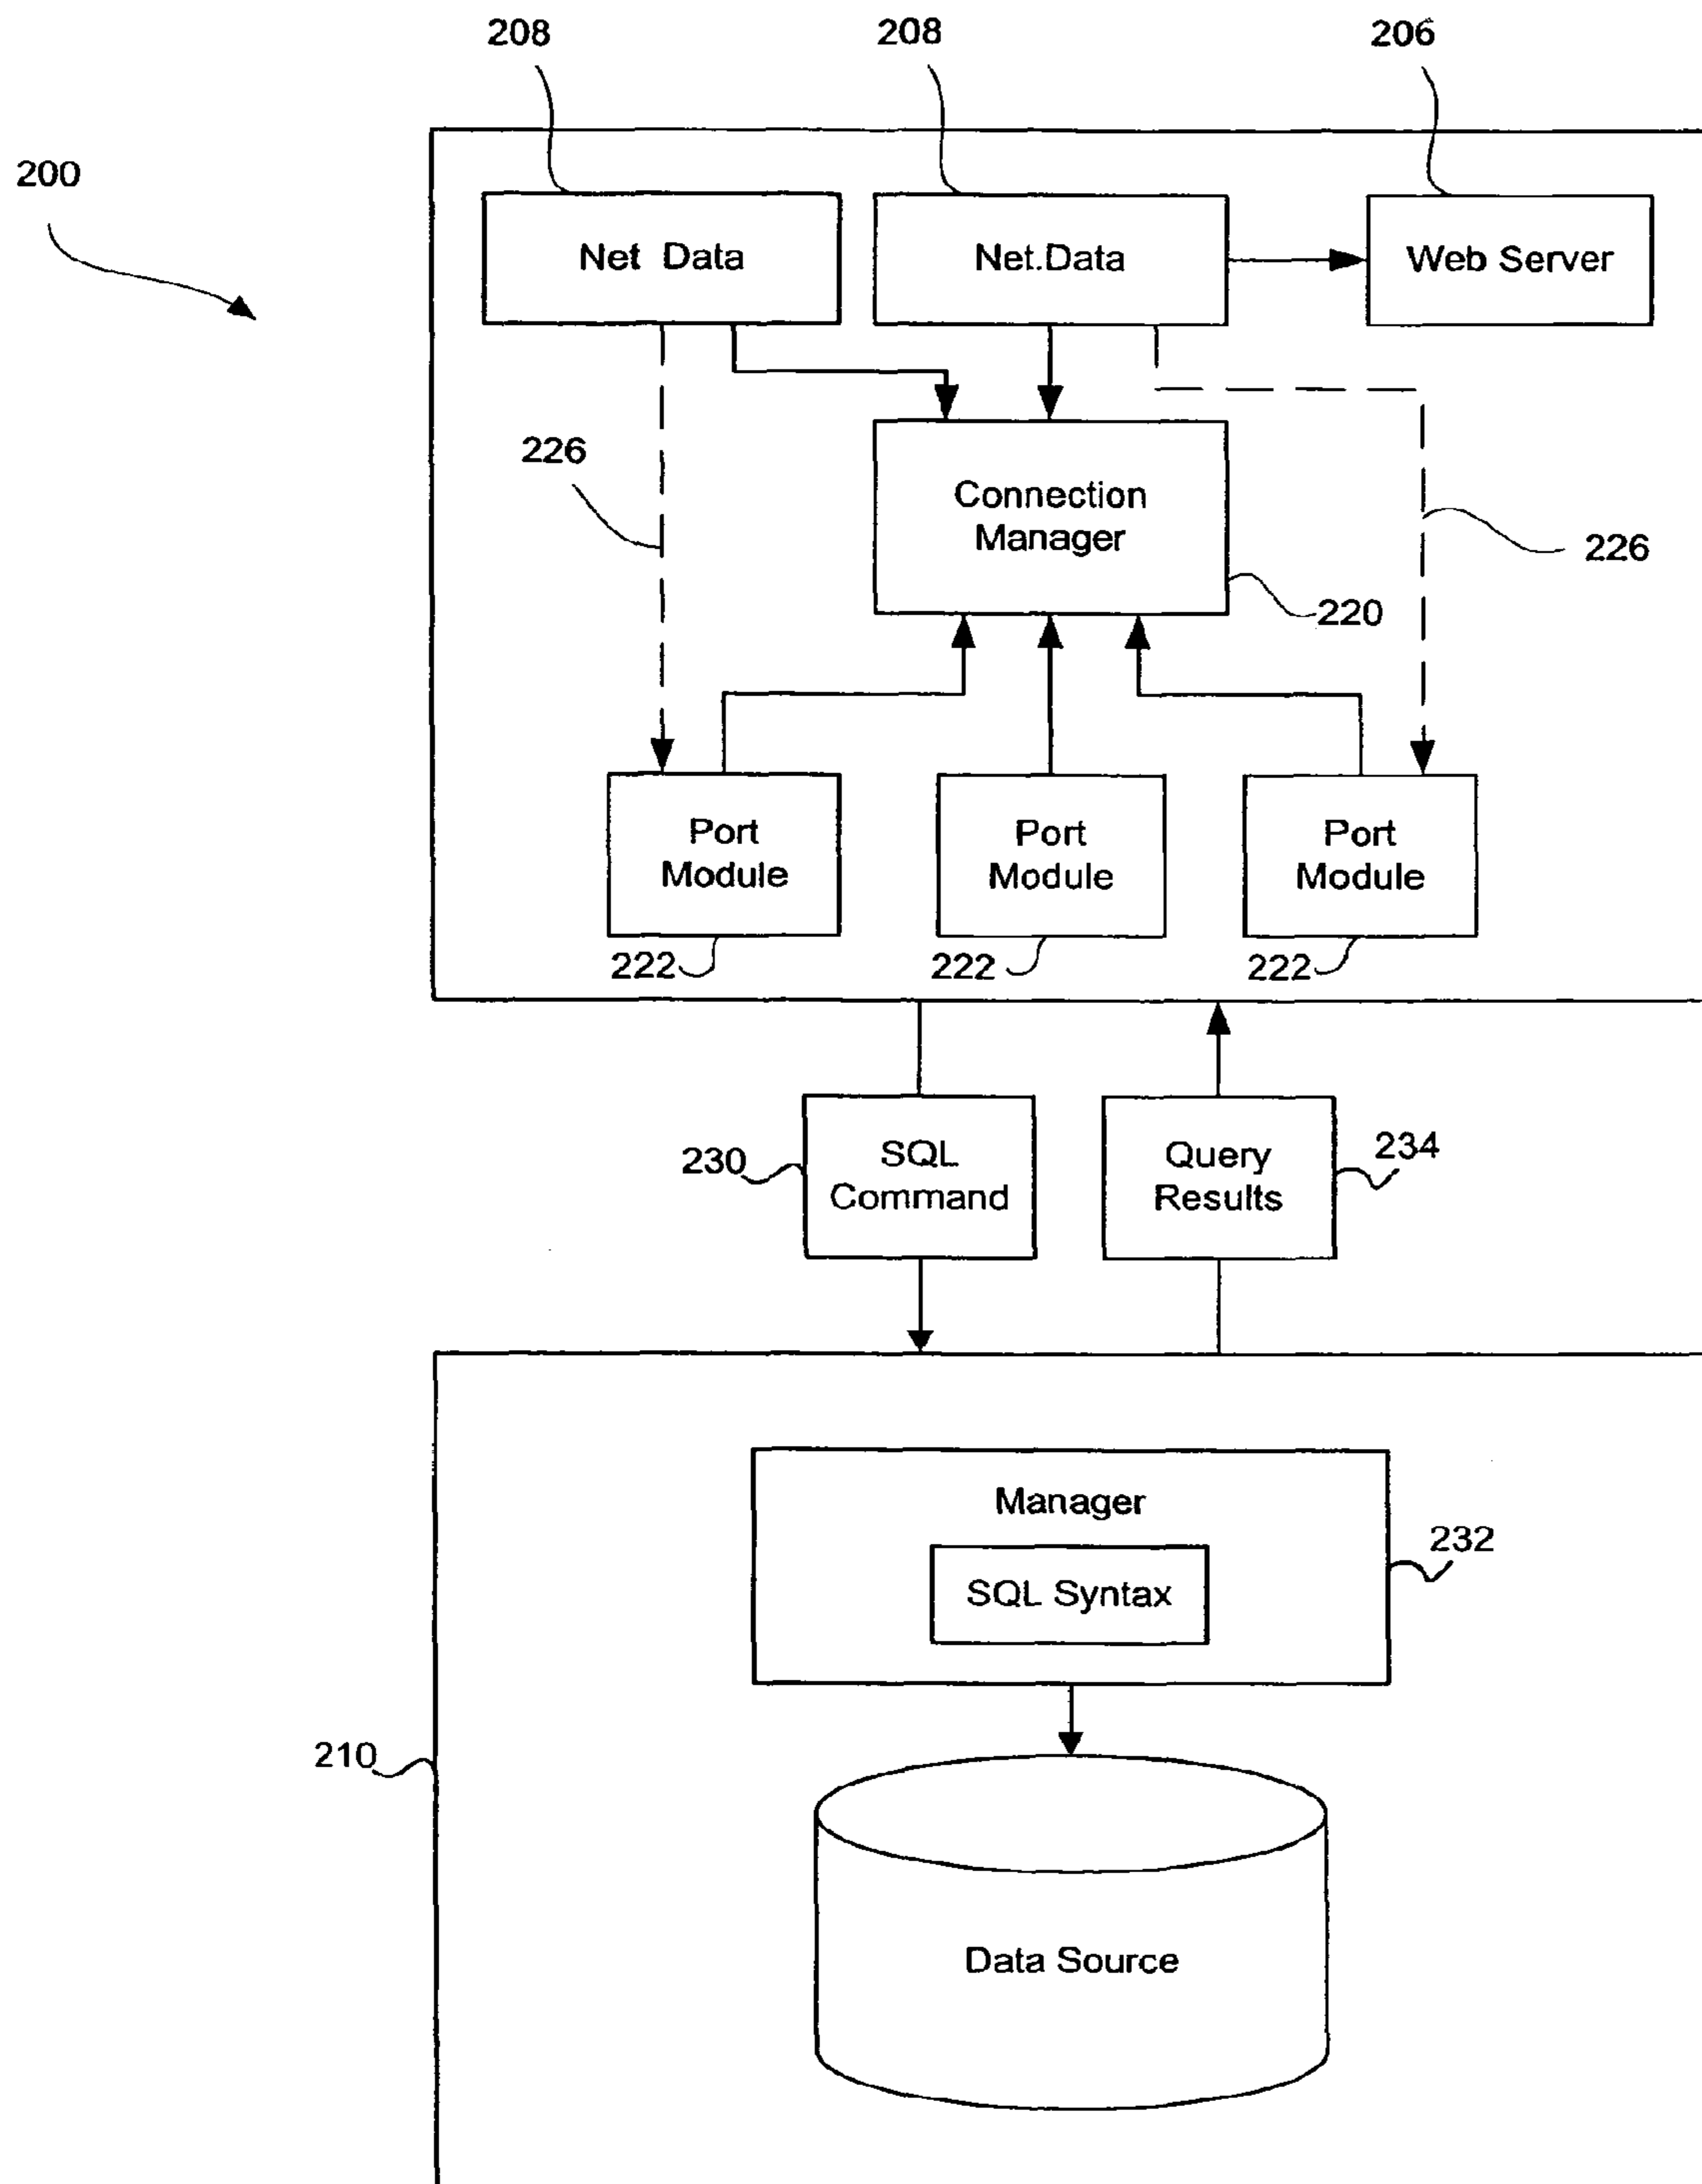 208
208
206
200
Net Data
Net.Data
Web Server
226
Connection
Manager
226
220
Port
Module
Port
Module
Port
Module
222
222
222
230
SQL
Command
Query
Results
234
Manager
232
SQL Syntax
210
Data Source